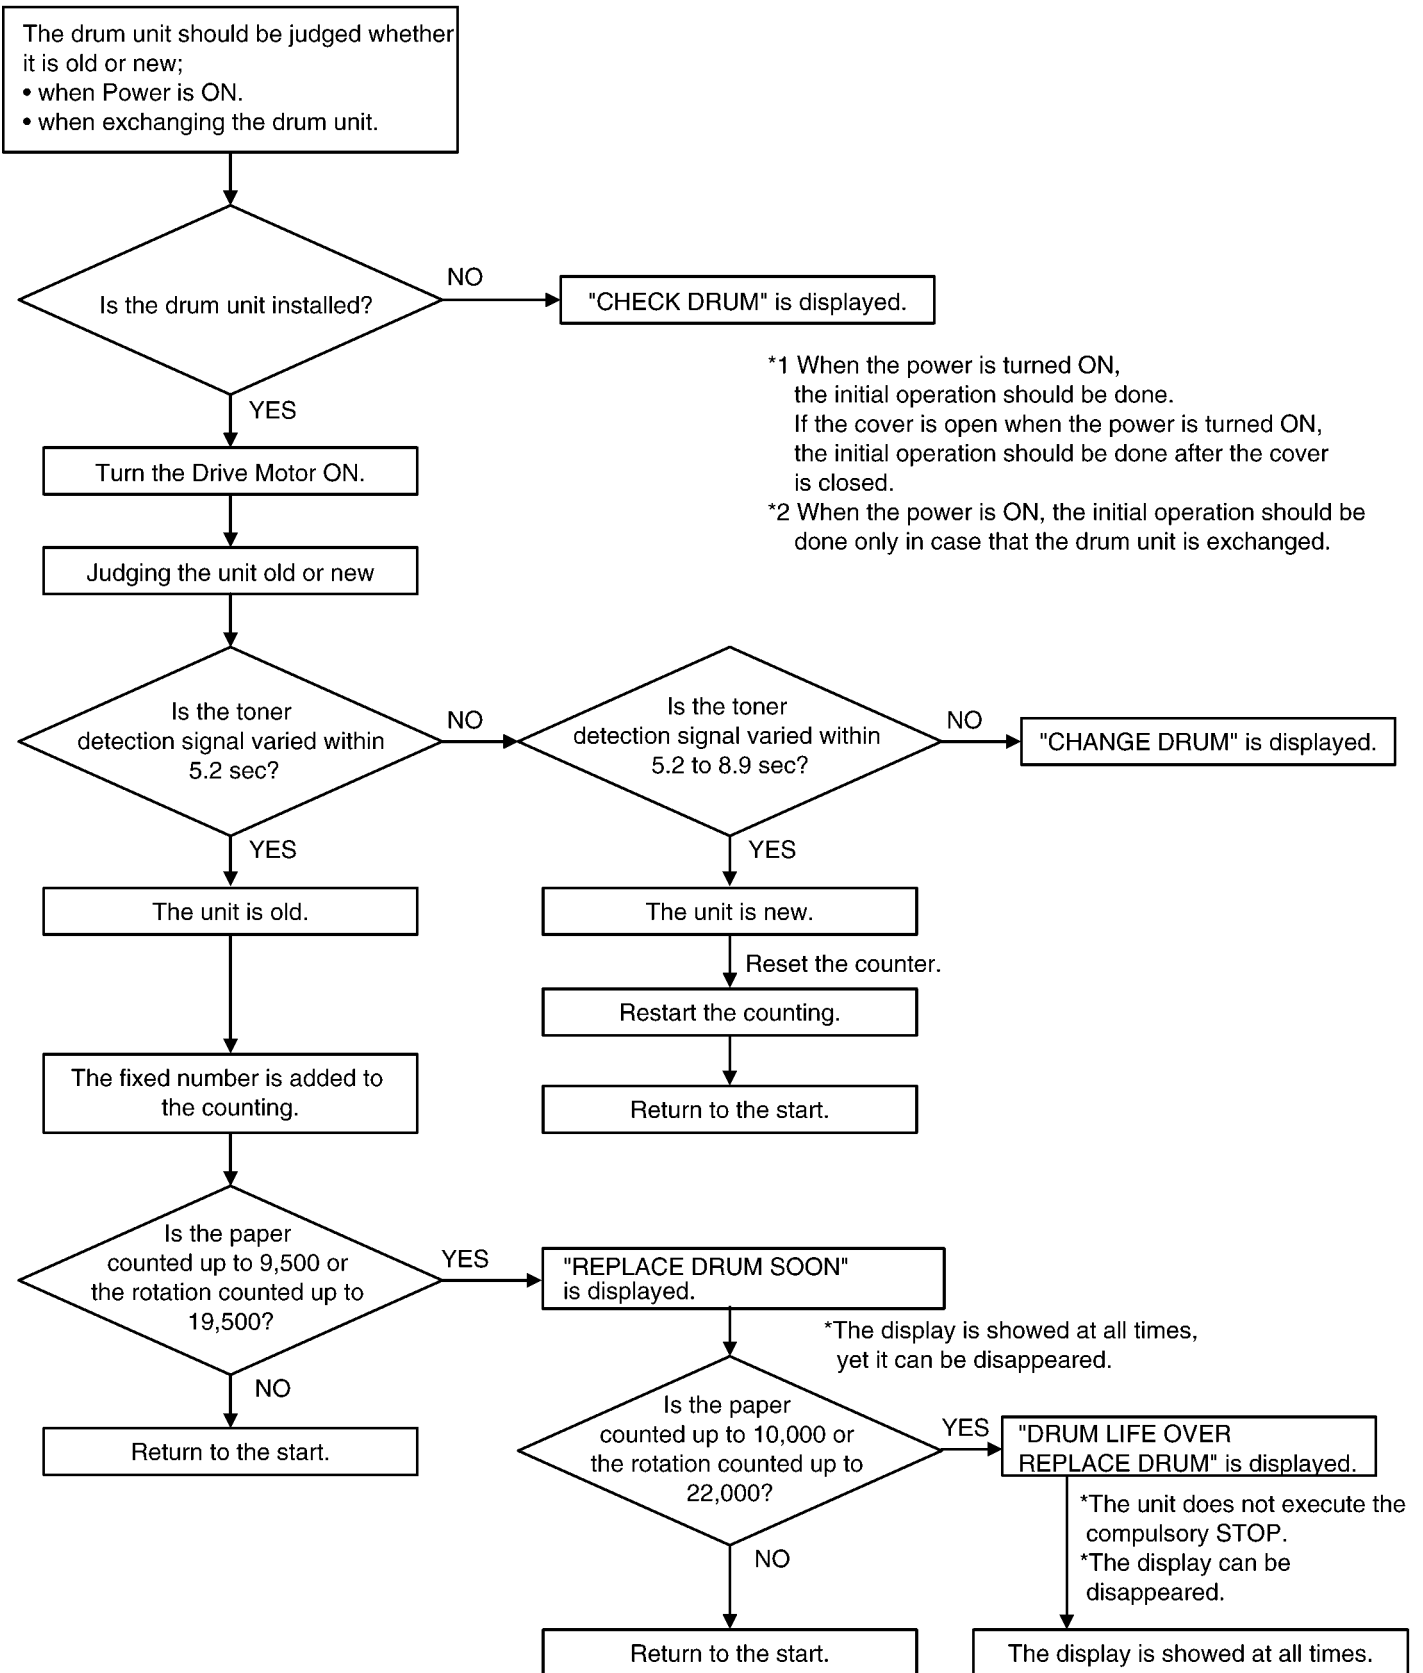 The drum unit should be judged whether
it is old or new;
• when Power is ON.
• when exchanging the drum unit.
Is the drum unit installed?
NO
"CHECK DRUM" is displayed.
*1 When the power is turned ON,
the initial operation should be done.
If the cover is open when the power is turned ON,
the initial operation should be done after the cover
is closed.
*2 When the power is ON, the initial operation should be
done only in case that the drum unit is exchanged.
YES
Turn the Drive Motor ON.
Judging the unit old or new
Is the toner
detection signal varied within
5.2 sec?
NO
Is the toner
detection signal varied within
5.2 to 8.9 sec?
NO
"CHANGE DRUM" is displayed.
YES
The unit is old.
YES
The unit is new.
Reset the counter.
Restart the counting.
Return to the start.
The fixed number is added to
the counting.
Is the paper
counted up to 9,500 or
the rotation counted up to
19,500?
YES
"REPLACE DRUM SOON"
is displayed.
*The display is showed at all times,
yet it can be disappeared.
NO
Return to the start.
Is the paper
counted up to 10,000 or
the rotation counted up to
22,000?
YES
"DRUM LIFE OVER
REPLACE DRUM" is displayed.
*The unit does not execute the
compulsory STOP.
*The display can be
disappeared.
NO
Return to the start.
The display is showed at all times.